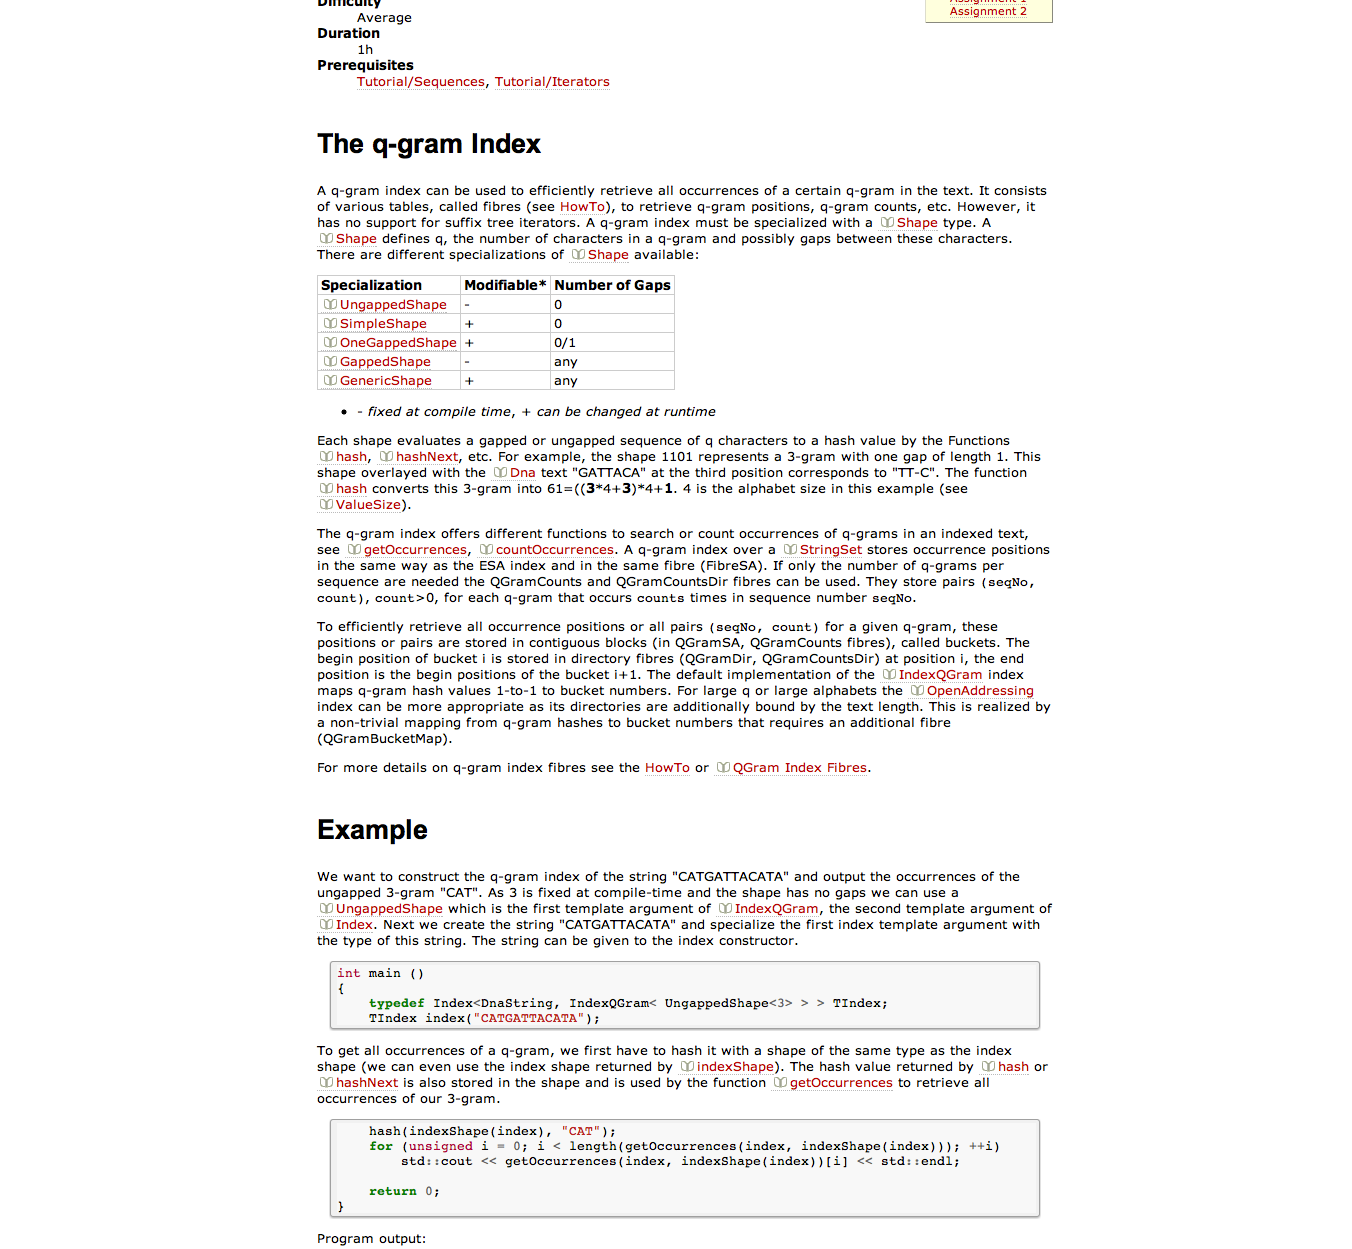 Difficulty
Average
Duration
1h
Prerequisites
Tutorial/Sequences, Tutorial/Iterators
Assignment 1
Assignment 2
The q-gram Index
A q-gram index can be used to efficiently retrieve all occurrences of a certain q-gram in the text. It consists
of various tables, called fibres (see HowTo), to retrieve q-gram positions, q-gram counts, etc. However, it
has no support for suffix tree iterators. A q-gram index must be specialized with a Shape type. A
Shape defines q, the number of characters in a q-gram and possibly gaps between these characters.
There are different specializations of Shape available:
Specialization Modifiable* Number of Gaps
UngappedShape - 0
SimpleShape + 0
OneGappedShape + 0/1
GappedShape - any
GenericShape + any
• - fixed at compile time, + can be changed at runtime
Each shape evaluates a gapped or ungapped sequence of q characters to a hash value by the Functions
hash, hashNext, etc. For example, the shape 1101 represents a 3-gram with one gap of length 1. This
shape overlayed with the Dna text "GATTACA" at the third position corresponds to "TT-C". The function
hash converts this 3-gram into 61=((3*4+3)*4+1. 4 is the alphabet size in this example (see
ValueSize).
The q-gram index offers different functions to search or count occurrences of q-grams in an indexed text,
see getOccurrences, countOccurrences. A q-gram index over a StringSet stores occurrence positions
in the same way as the ESA index and in the same fibre (FibreSA). If only the number of q-grams per
sequence are needed the QGramCounts and QGramCountsDir fibres can be used. They store pairs (seqNo,
count), count>0, for each q-gram that occurs counts times in sequence number seqNo.
To efficiently retrieve all occurrence positions or all pairs (seqNo, count) for a given q-gram, these
positions or pairs are stored in contiguous blocks (in QGramSA, QGramCounts fibres), called buckets. The
begin position of bucket i is stored in directory fibres (QGramDir, QGramCountsDir) at position i, the end
position is the begin positions of the bucket i+1. The default implementation of the IndexQGram index
maps q-gram hash values 1-to-1 to bucket numbers. For large q or large alphabets the OpenAddressing
index can be more appropriate as its directories are additionally bound by the text length. This is realized by
a non-trivial mapping from q-gram hashes to bucket numbers that requires an additional fibre
(QGramBucketMap).
For more details on q-gram index fibres see the HowTo or QGram Index Fibres.
Example
We want to construct the q-gram index of the string "CATGATTACATA" and output the occurrences of the
ungapped 3-gram "CAT". As 3 is fixed at compile-time and the shape has no gaps we can use a
UngappedShape which is the first template argument of IndexQGram, the second template argument of
Index. Next we create the string "CATGATTACATA" and specialize the first index template argument with
the type of this string. The string can be given to the index constructor.
int main ()
{
    typedef Index<DnaString, IndexQGram< UngappedShape<3> > > TIndex;
    TIndex index("CATGATTACATA");
To get all occurrences of a q-gram, we first have to hash it with a shape of the same type as the index
shape (we can even use the index shape returned by indexShape). The hash value returned by hash or
hashNext is also stored in the shape and is used by the function getOccurrences to retrieve all
occurrences of our 3-gram.
    hash(indexShape(index), "CAT");
    for (unsigned i = 0; i < length(getOccurrences(index, indexShape(index))); ++i)
        std::cout << getOccurrences(index, indexShape(index))[i] << std::endl;
    return 0;
}
Program output: